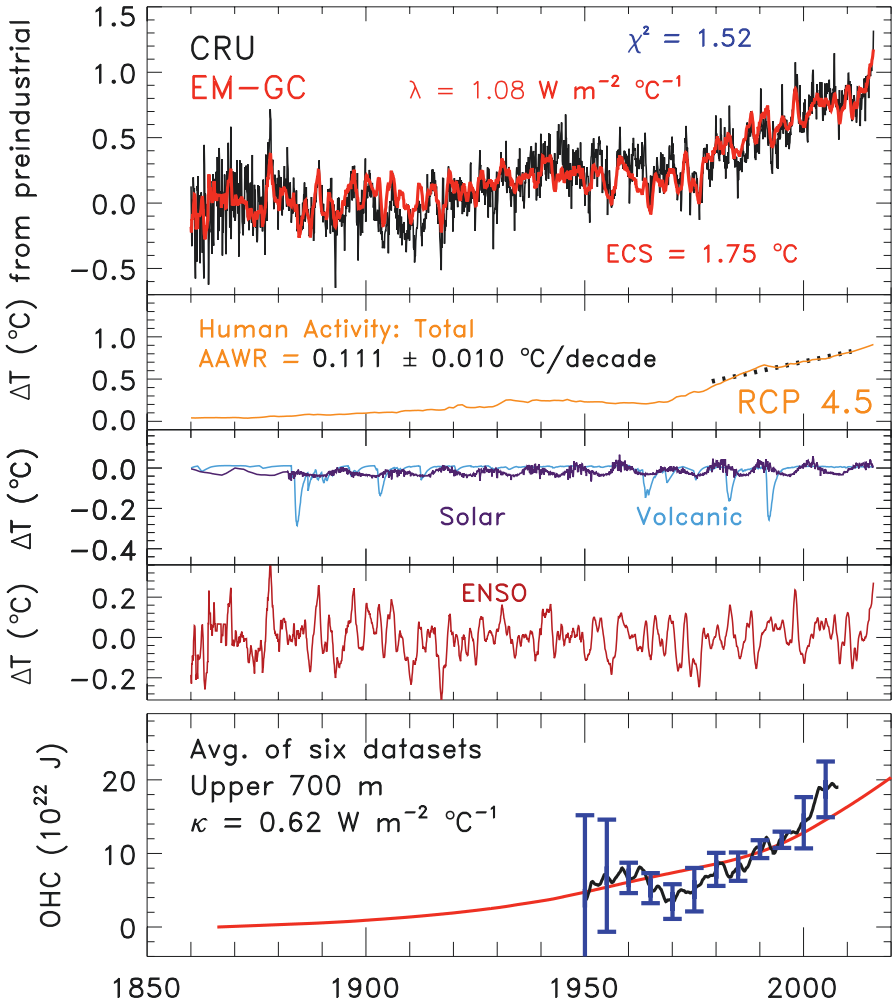 1.5
CRU
χ² = 1.52
1.0
EM−GC
λ = 1.08 W m⁻² °C⁻¹
0.5
0.0
ECS = 1.75 °C
−0.5
ΔT (°C) from preindustrial
Human Activity: Total
1.0
AAWR = 0.111 ± 0.010 °C/decade
0.5
RCP 4.5
0.0
ΔT (°C)
0.0
−0.2
Solar
Volcanic
−0.4
ΔT (°C)
ENSO
0.2
0.0
−0.2
Avg. of six datasets
20
Upper 700 m
κ = 0.62 W m⁻² °C⁻¹
10
0
OHC (10²² J)
1850 1900 1950 2000